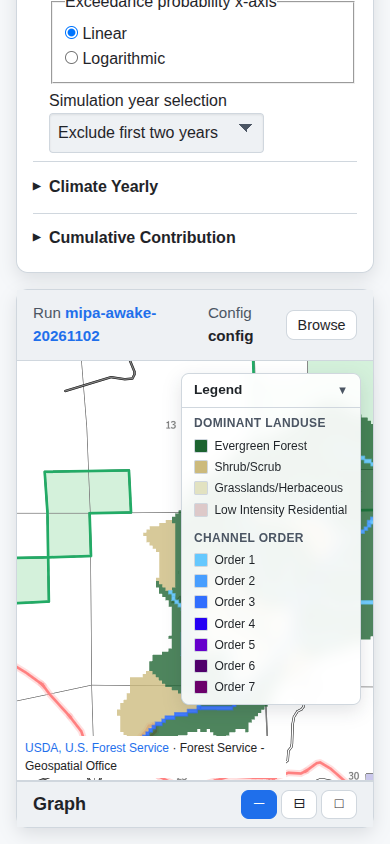 Exceedance probability x-axis
Linear
Logarithmic
Simulation year selection
Exclude first two years
Climate Yearly
Cumulative Contribution
Run mipa-awake-
20261102
Config
config
Browse
Legend
13
DOMINANT LANDUSE
Evergreen Forest
Shrub/Scrub
Grasslands/Herbaceous
Low Intensity Residential
CHANNEL ORDER
Order 1
Order 2
Order 3
Order 4
Order 5
Order 6
Order 7
USDA, U.S. Forest Service · Forest Service -
Geospatial Office
30
Graph